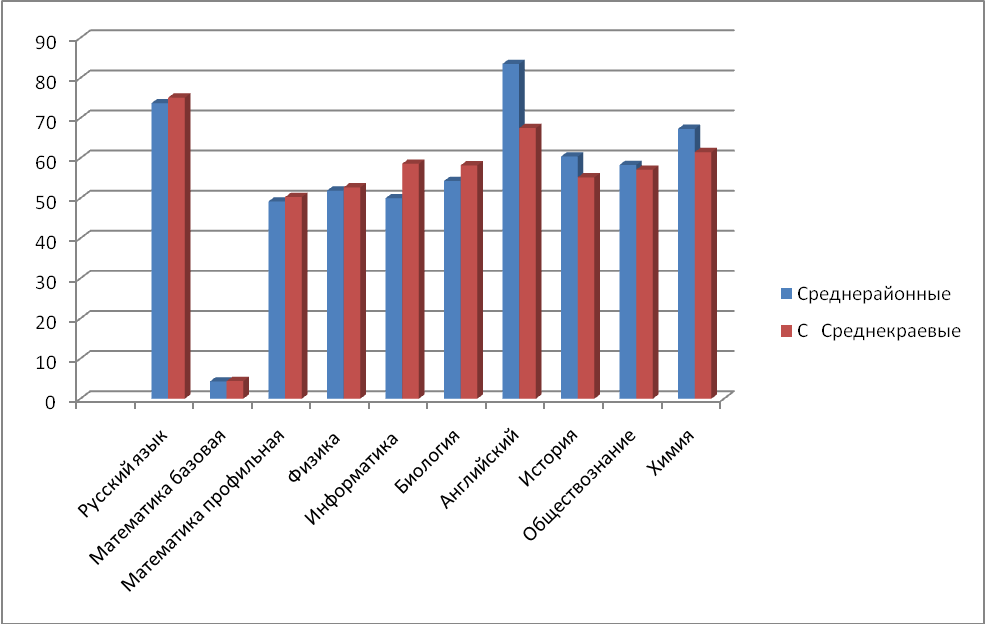 90
80
70
60
50
40
30
20
10
0
Русский язык
Математика базовая
Математика профильная
Физика
Информатика
Биология
Английский
История
Обществознание
Химия
Среднерайонные
С Среднекраевые